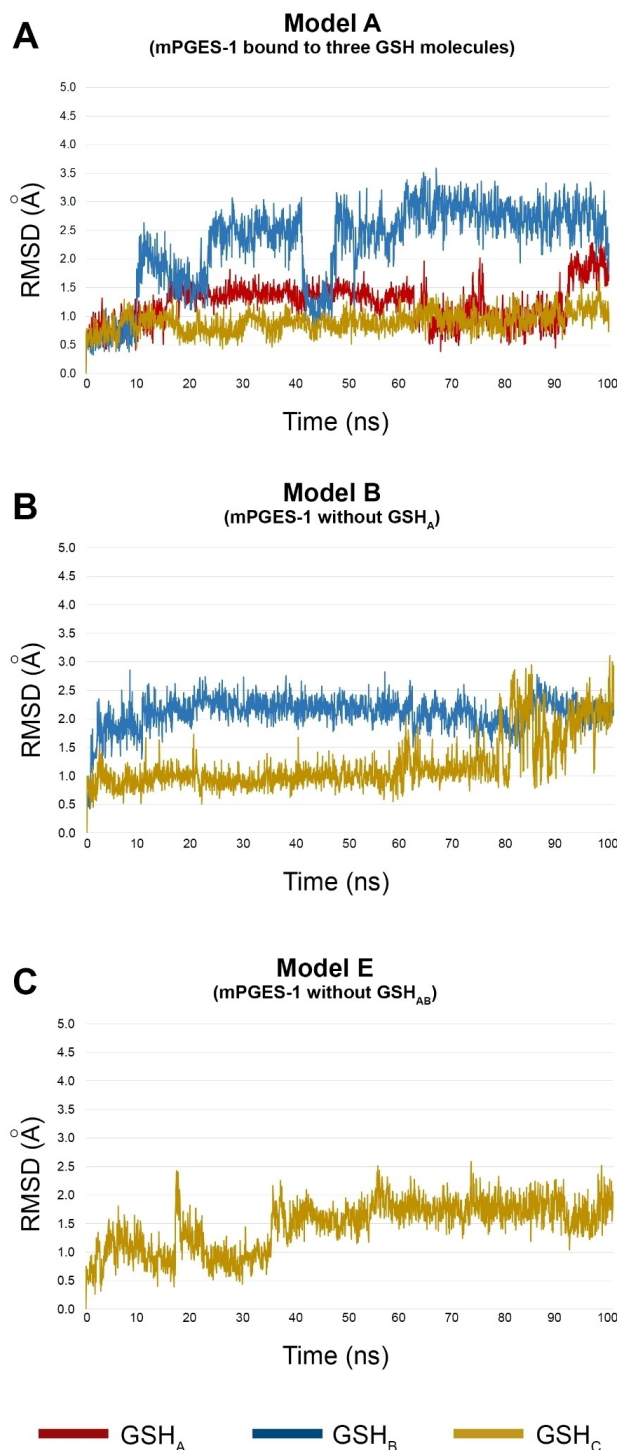 A
Model A
(mPGES-1 bound to three GSH molecules)
RMSD (Å)
5.0
4.5
4.0
3.5
3.0
2.5
2.0
1.5
1.0
0.5
0.0
0 10 20 30 40 50 60 70 80 90 100
Time (ns)
B
Model B
(mPGES-1 without GSH_A)
RMSD (Å)
5.0
4.5
4.0
3.5
3.0
2.5
2.0
1.5
1.0
0.5
0.0
0 10 20 30 40 50 60 70 80 90 100
Time (ns)
C
Model E
(mPGES-1 without GSH_AB)
RMSD (Å)
5.0
4.5
4.0
3.5
3.0
2.5
2.0
1.5
1.0
0.5
0.0
0 10 20 30 40 50 60 70 80 90 100
Time (ns)
GSH_A GSH_B GSH_C